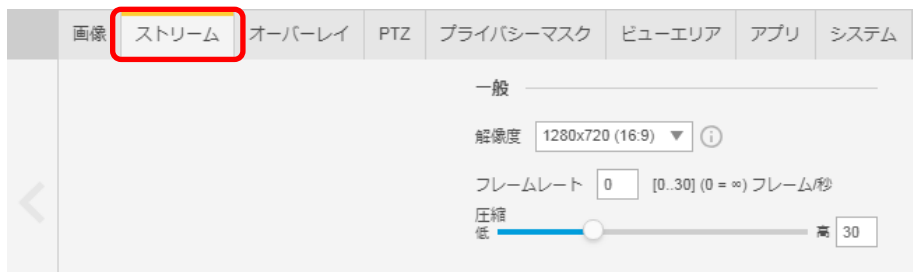 画像 ストリーム オーバーレイ PTZ プライバシーマスク ビューエリア アプリ システム
一般
解像度 1280x720 (16:9)
フレームレート 0 [0..30] (0 = ∞) フレーム/秒
圧縮
低 高 30